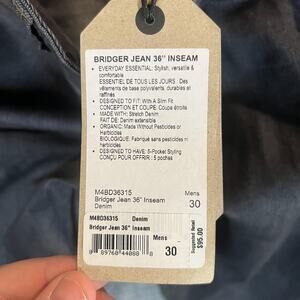 BRIDGER JEAN 36" INSEAM
• EVERYDAY ESSENTIAL: Stylish, versatile &
comfortable
ESSENTIEL DE TOUS LES JOURS : Des
vêtements de base polyvalents, durables et
raffinés
• DESIGNED TO FIT: With A Slim Fit
CONCEPTION ET COUPE: Coupe étroite
• MADE WITH: Stretch Denim
FAIT DE: Denim extensible
• ORGANIC: Made Without Pesticides or
Herbicides
BIOLOGIQUE: Fabriqué sans pesticides ni
herbicides
• DESIGNED TO HAVE: 5-Pocket Styling
CONÇU POUR OFFRIR : 5 poches
M4BD36315
Mens
Bridger Jean 36" Inseam
30
Denim
M4BD36315 Denim
Bridger Jean 36" Inseam
Mens
30
8 89760 44088 8
Suggested Retail
$95.00